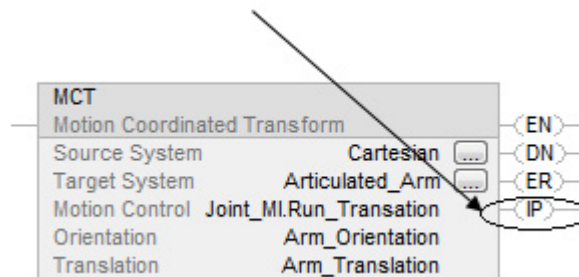 MCT
Motion Coordinated Transform (EN)
Source System Cartesian ... (DN)
Target System Articulated_Arm ... (ER)
Motion Control Joint_MI.Run_Transation (IP)
Orientation Arm_Orientation
Translation Arm_Translation